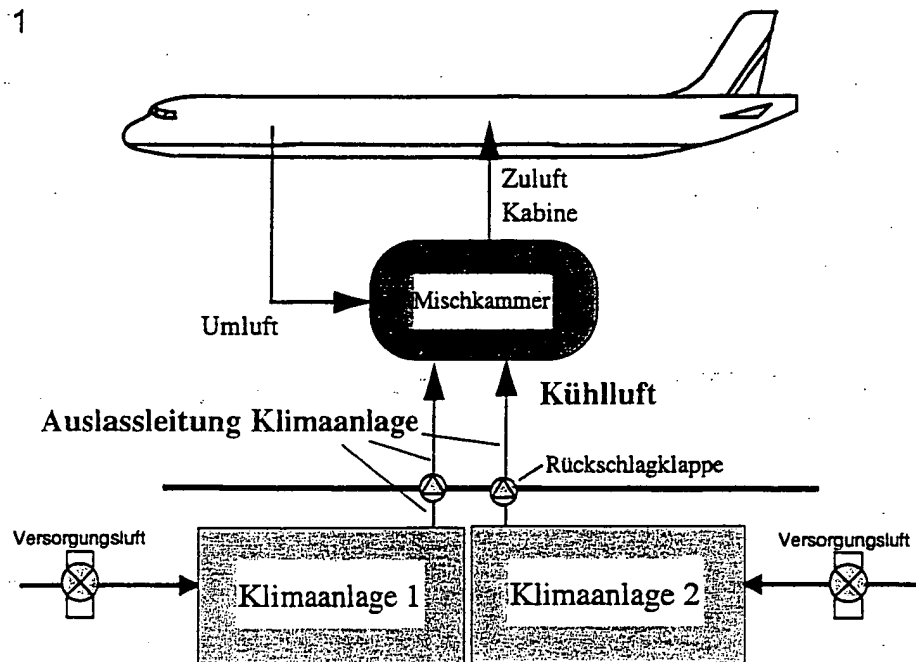 1
Zuluft
Kabine
Mischkammer
Umluft
Kühlluft
Auslassleitung Klimaanlage
Rückschlagklappe
Versorgungsluft
Versorgungsluft
Klimaanlage 1
Klimaanlage 2